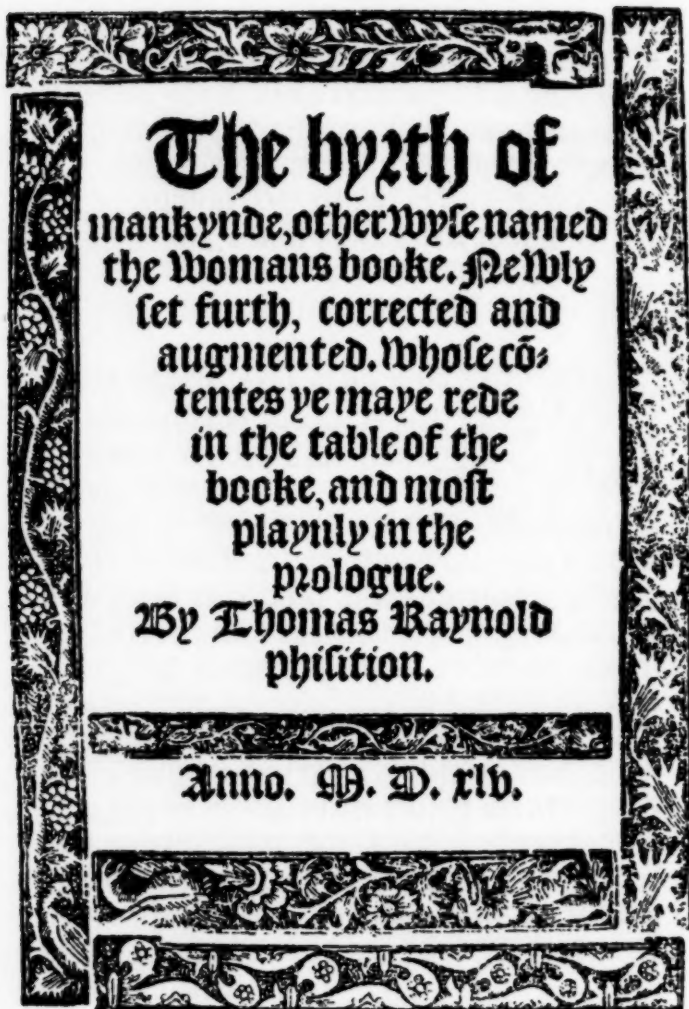 The byrth of
mankynde, otherwyse named
the womans booke. Newly
set furth, corrected and
augmented. Whose cō⸗
tentes ye maye rede
in the table of the
booke, and most
playnly in the
prologue.
By Thomas Raynold
phisition.
Anno. M. D. xlv.